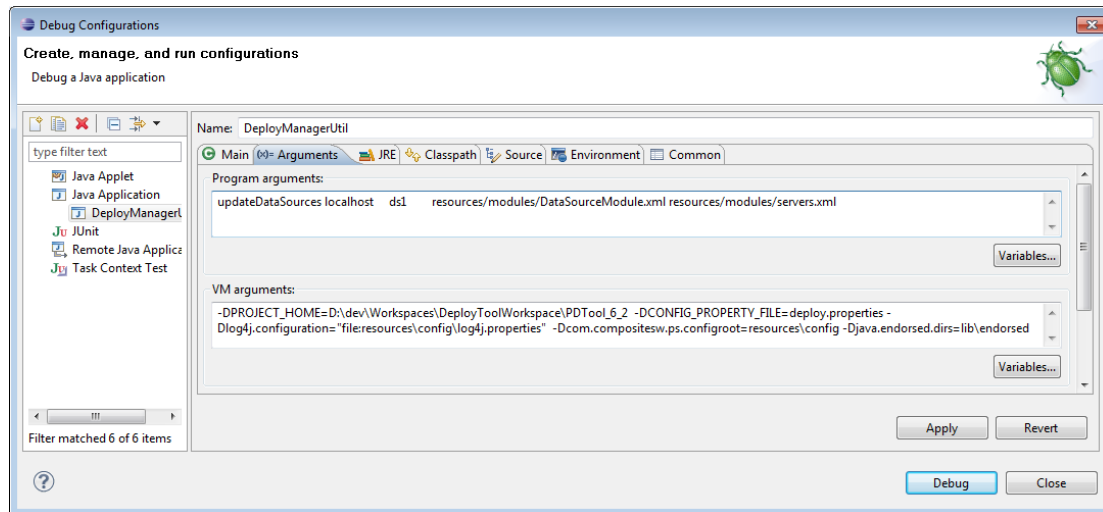 Debug Configurations
Create, manage, and run configurations
Debug a Java application
type filter text
Java Applet
Java Application
DeployManagerU
JUnit
Remote Java Applica
Task Context Test
Filter matched 6 of 6 items
Name: DeployManagerUtil
Main (x)= Arguments JRE Classpath Source Environment Common
Program arguments:
updateDataSources localhost ds1 resources/modules/DataSourceModule.xml resources/modules/servers.xml
Variables...
VM arguments:
-DPROJECT_HOME=D:\dev\Workspaces\DeployToolWorkspace\PDTool_6_2 -DCONFIG_PROPERTY_FILE=deploy.properties -
Dlog4j.configuration="file:resources\config\log4j.properties" -Dcom.compositesw.ps.configroot=resources\config -Djava.endorsed.dirs=lib\endorsed
Variables...
Apply Revert
Debug Close